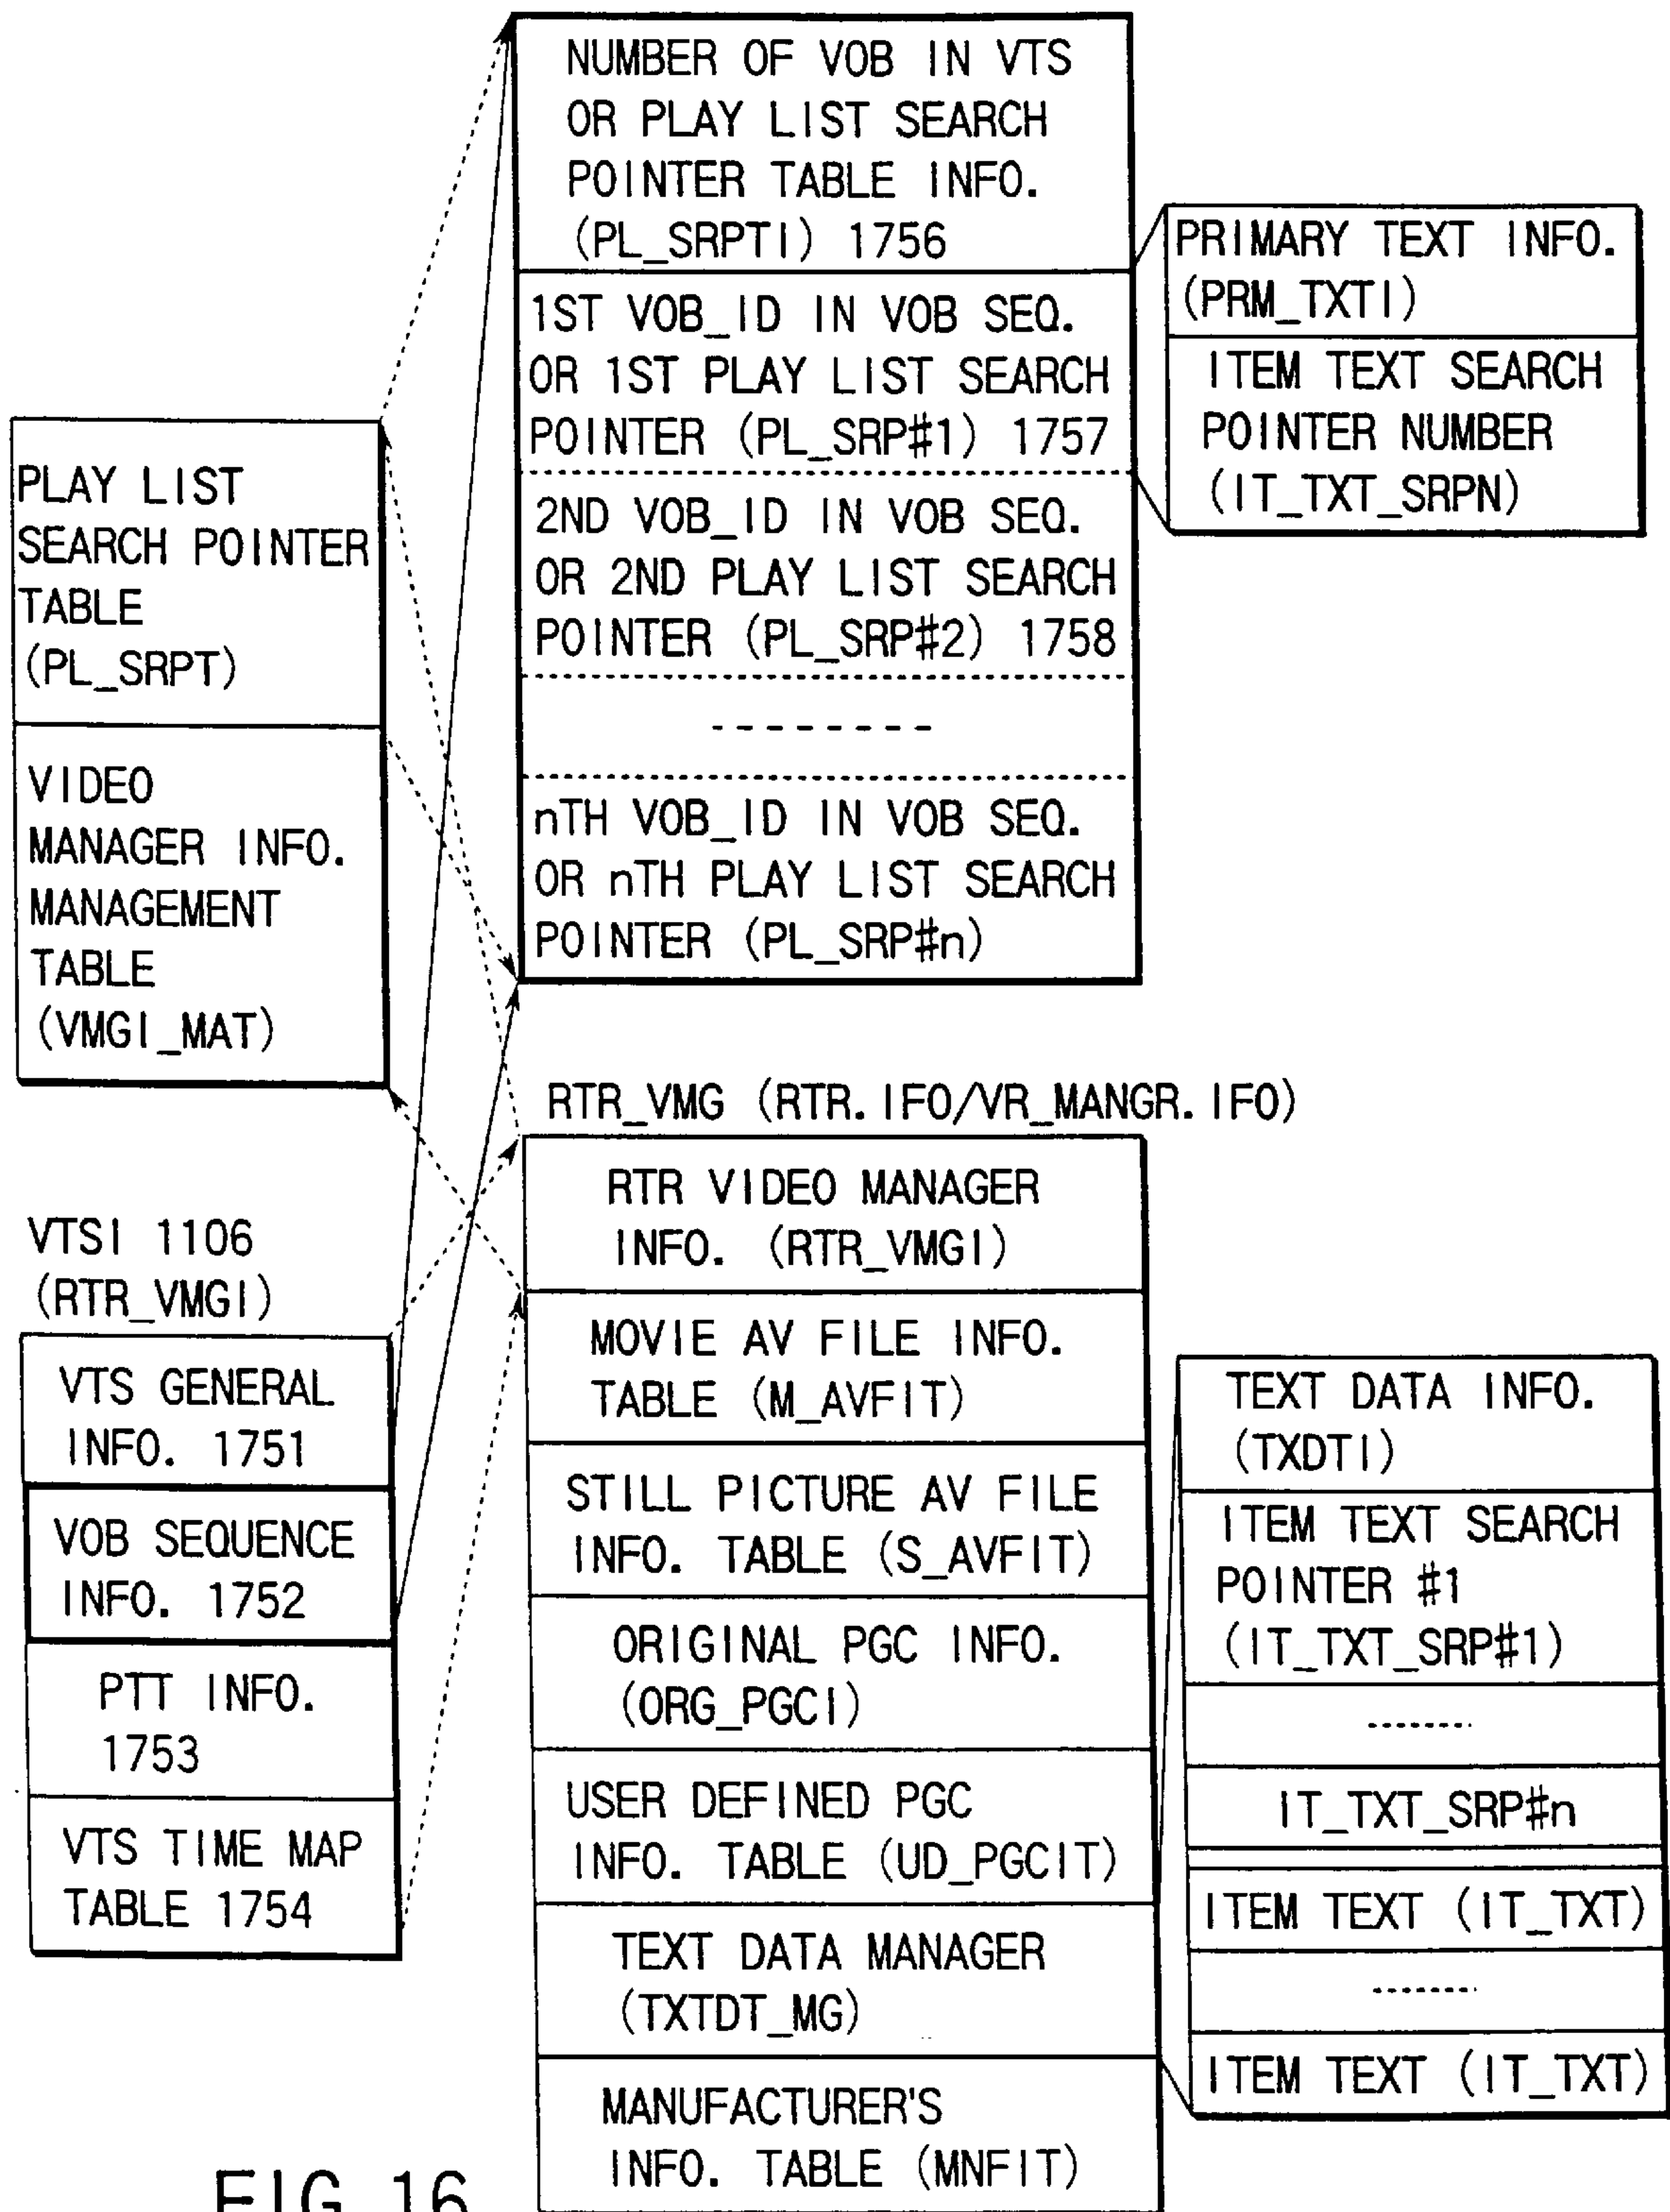 NUMBER OF VOB IN VTS
OR PLAY LIST SEARCH
POINTER TABLE INFO.
(PL_SRPTI) 1756
1ST VOB_ID IN VOB SEQ.
OR 1ST PLAY LIST SEARCH
POINTER (PL_SRP#1) 1757
2ND VOB_ID IN VOB SEQ.
OR 2ND PLAY LIST SEARCH
POINTER (PL_SRP#2) 1758
nTH VOB_ID IN VOB SEQ.
OR nTH PLAY LIST SEARCH
POINTER (PL_SRP#n)
PRIMARY TEXT INFO.
(PRM_TXTI)
ITEM TEXT SEARCH
POINTER NUMBER
(IT_TXT_SRPN)
PLAY LIST
SEARCH POINTER
TABLE
(PL_SRPT)
VIDEO
MANAGER INFO.
MANAGEMENT
TABLE
(VMGI_MAT)
RTR_VMG (RTR.IFO/VR_MANGR.IFO)
RTR VIDEO MANAGER
INFO. (RTR_VMGI)
MOVIE AV FILE INFO.
TABLE (M_AVFIT)
STILL PICTURE AV FILE
INFO. TABLE (S_AVFIT)
ORIGINAL PGC INFO.
(ORG_PGCI)
USER DEFINED PGC
INFO. TABLE (UD_PGCIT)
TEXT DATA MANAGER
(TXTDT_MG)
MANUFACTURER'S
INFO. TABLE (MNFIT)
VTSI 1106
(RTR_VMGI)
VTS GENERAL
INFO. 1751
VOB SEQUENCE
INFO. 1752
PTT INFO.
1753
VTS TIME MAP
TABLE 1754
TEXT DATA INFO.
(TXDTI)
ITEM TEXT SEARCH
POINTER #1
(IT_TXT_SRP#1)
IT_TXT_SRP#n
ITEM TEXT (IT_TXT)
ITEM TEXT (IT_TXT)
FIG. 16